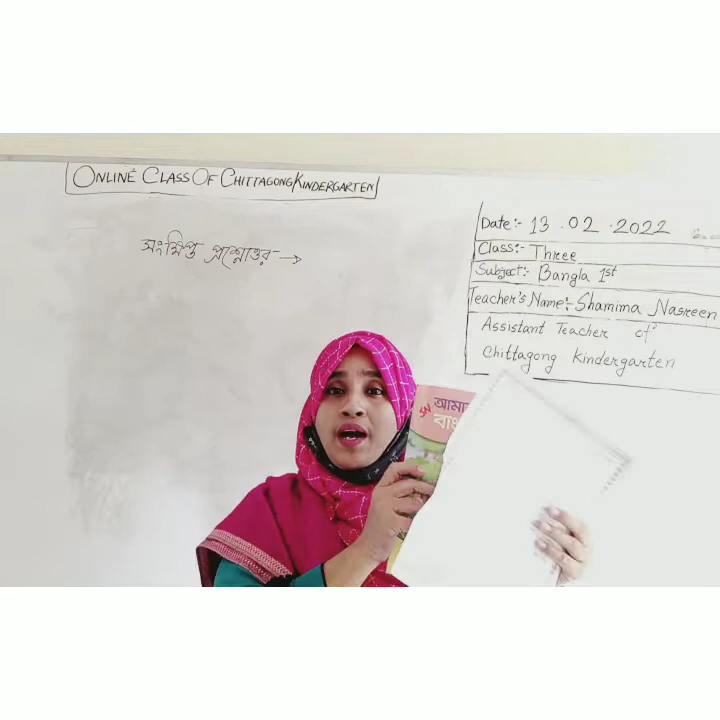 ONLINE CLASS OF CHITTAGONG KINDERGARTEN
সংক্ষিপ্ত প্রশ্নোত্তর →
Date:- 13.02.2022
Class:- Three
Subject:- Bangla 1st
Teacher's Name:- Shamima Nasreen
Assistant Teacher of
Chittagong Kindergarten
আমা
বাং